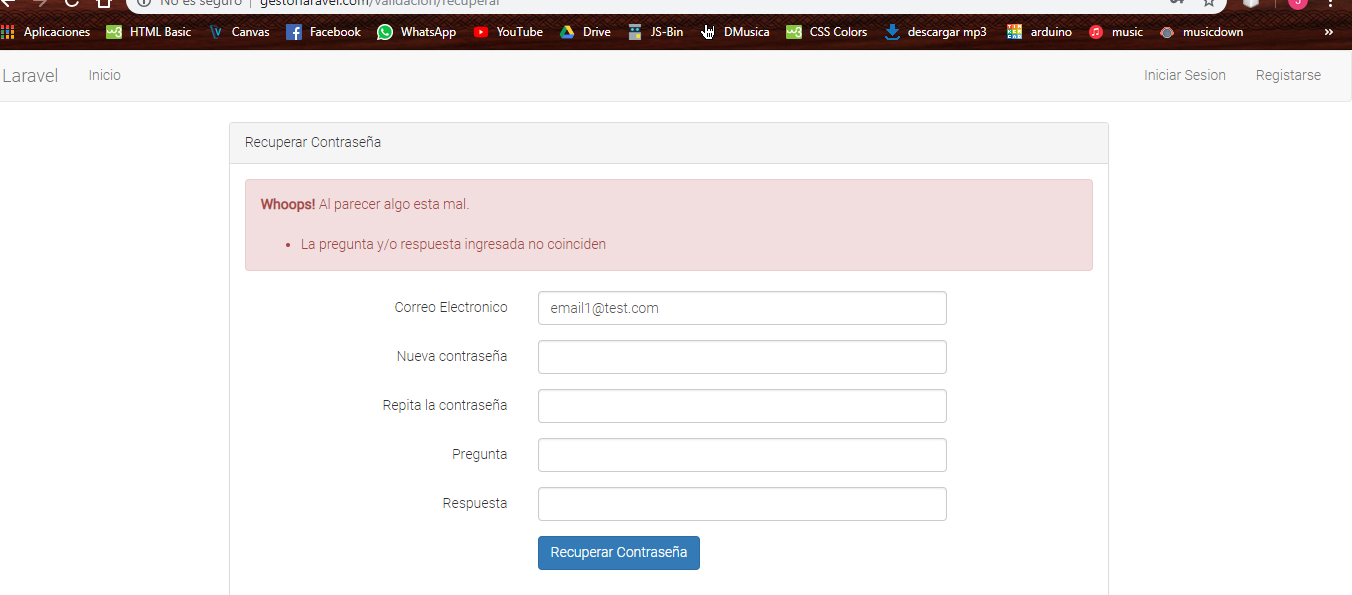 No es seguro | gestorlaravel.com/validacion/recuperar
Aplicaciones HTML Basic Canvas Facebook WhatsApp YouTube Drive JS-Bin DMusica CSS Colors descargar mp3 arduino music musicdown »
Laravel Inicio Iniciar Sesion Registarse
Recuperar Contraseña
Whoops! Al parecer algo esta mal.
• La pregunta y/o respuesta ingresada no coinciden
Correo Electronico email1@test.com
Nueva contraseña
Repita la contraseña
Pregunta
Respuesta
Recuperar Contraseña